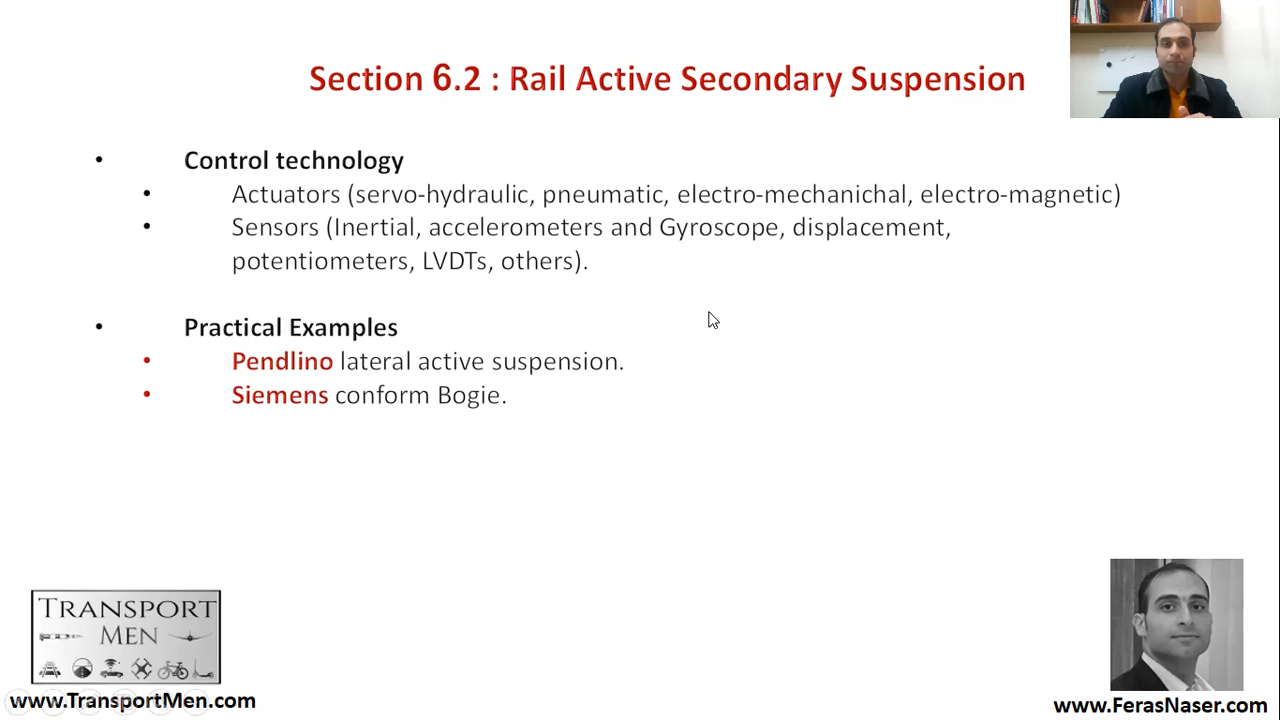 Section 6.2 : Rail Active Secondary Suspension
• Control technology
• Actuators (servo-hydraulic, pneumatic, electro-mechanichal, electro-magnetic)
• Sensors (Inertial, accelerometers and Gyroscope, displacement,
potentiometers, LVDTs, others).
• Practical Examples
• Pendlino lateral active suspension.
• Siemens conform Bogie.
TRANSPORT
MEN
www.TransportMen.com
www.FerasNaser.com